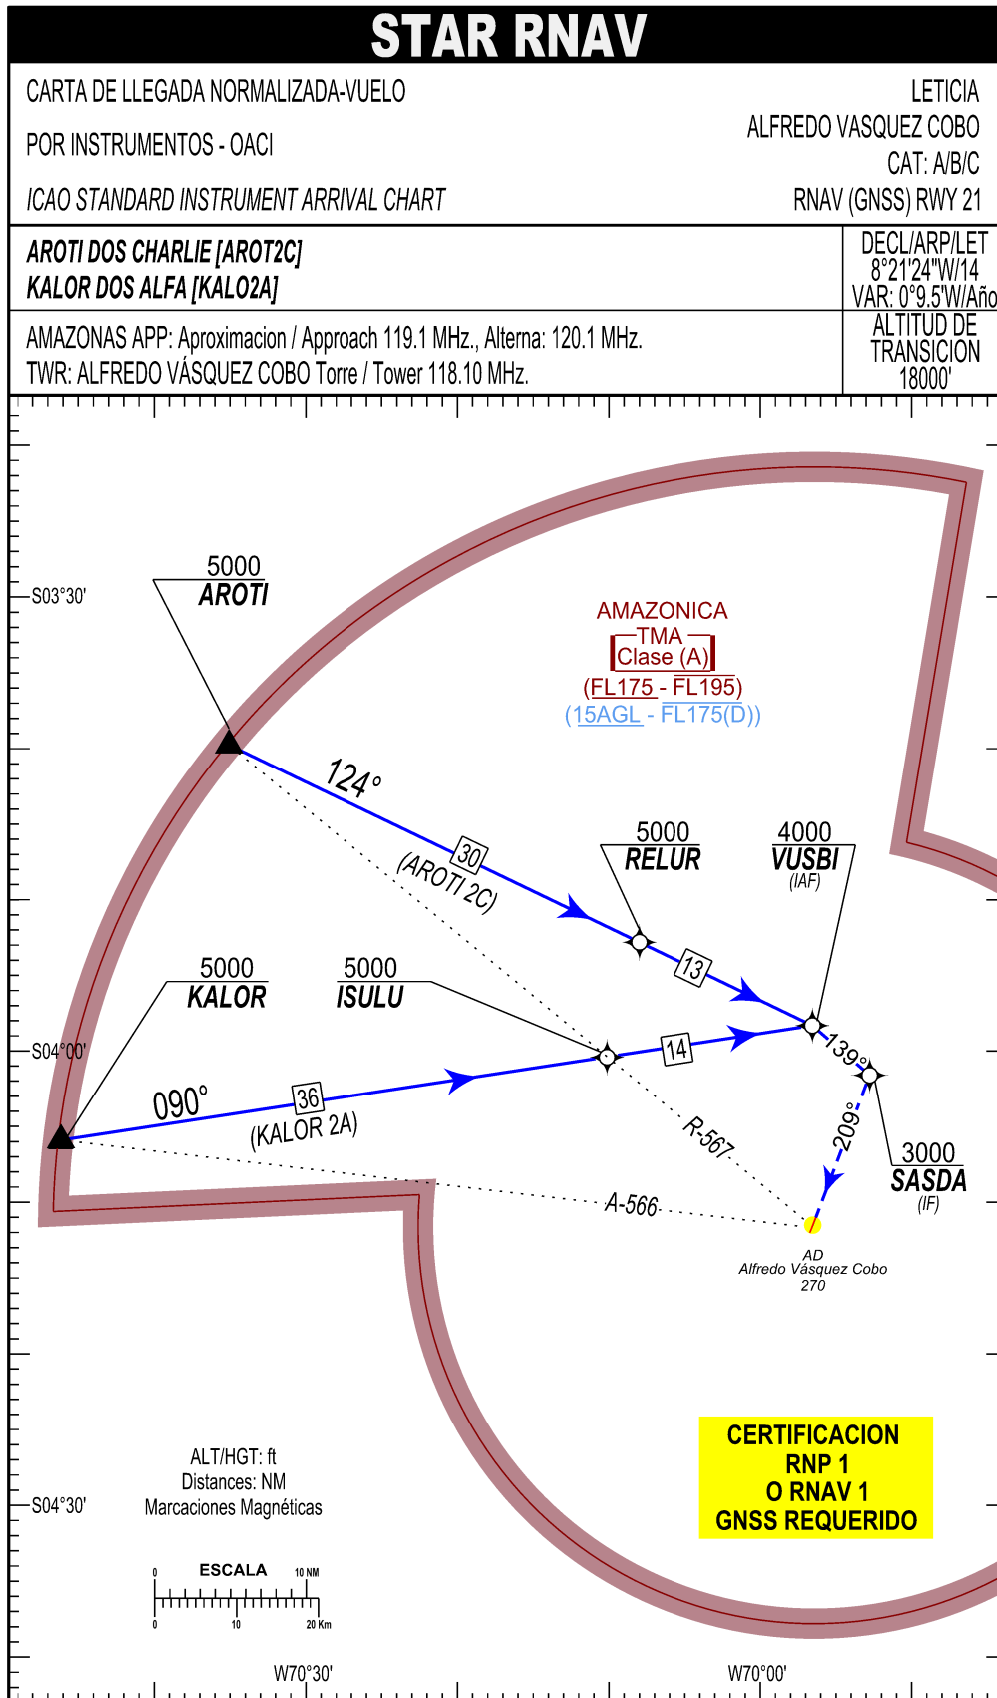 STAR RNAV
CARTA DE LLEGADA NORMALIZADA-VUELO
POR INSTRUMENTOS - OACI
ICAO STANDARD INSTRUMENT ARRIVAL CHART
LETICIA
ALFREDO VASQUEZ COBO
CAT: A/B/C
RNAV (GNSS) RWY 21
AROTI DOS CHARLIE [AROT2C]
KALOR DOS ALFA [KALO2A]
DECL/ARP/LET
8°21'24"W/14
VAR: 0°9.5'W/Año
AMAZONAS APP: Aproximacion / Approach 119.1 MHz., Alterna: 120.1 MHz.
TWR: ALFREDO VÁSQUEZ COBO Torre / Tower 118.10 MHz.
ALTITUD DE
TRANSICION
18000'
5000
AROTI
S03°30'
AMAZONICA
TMA
Clase (A)
(FL175 - FL195)
(15AGL - FL175(D))
124°
30
(AROTI 2C)
5000
RELUR
4000
VUSBI
(IAF)
13
5000
KALOR
5000
ISULU
S04°00'
14
139°
090°
36
(KALOR 2A)
R-567
209°
3000
SASDA
(IF)
A-566
AD
Alfredo Vásquez Cobo
270
CERTIFICACION
RNP 1
O RNAV 1
GNSS REQUERIDO
ALT/HGT: ft
Distances: NM
Marcaciones Magnéticas
S04°30'
0 ESCALA 10 NM
0 10 20 Km
W70°30'
W70°00'